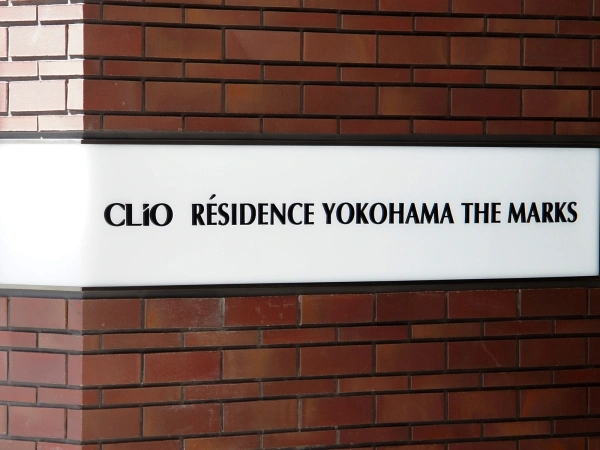 CLiO RÉSIDENCE YOKOHAMA THE MARKS